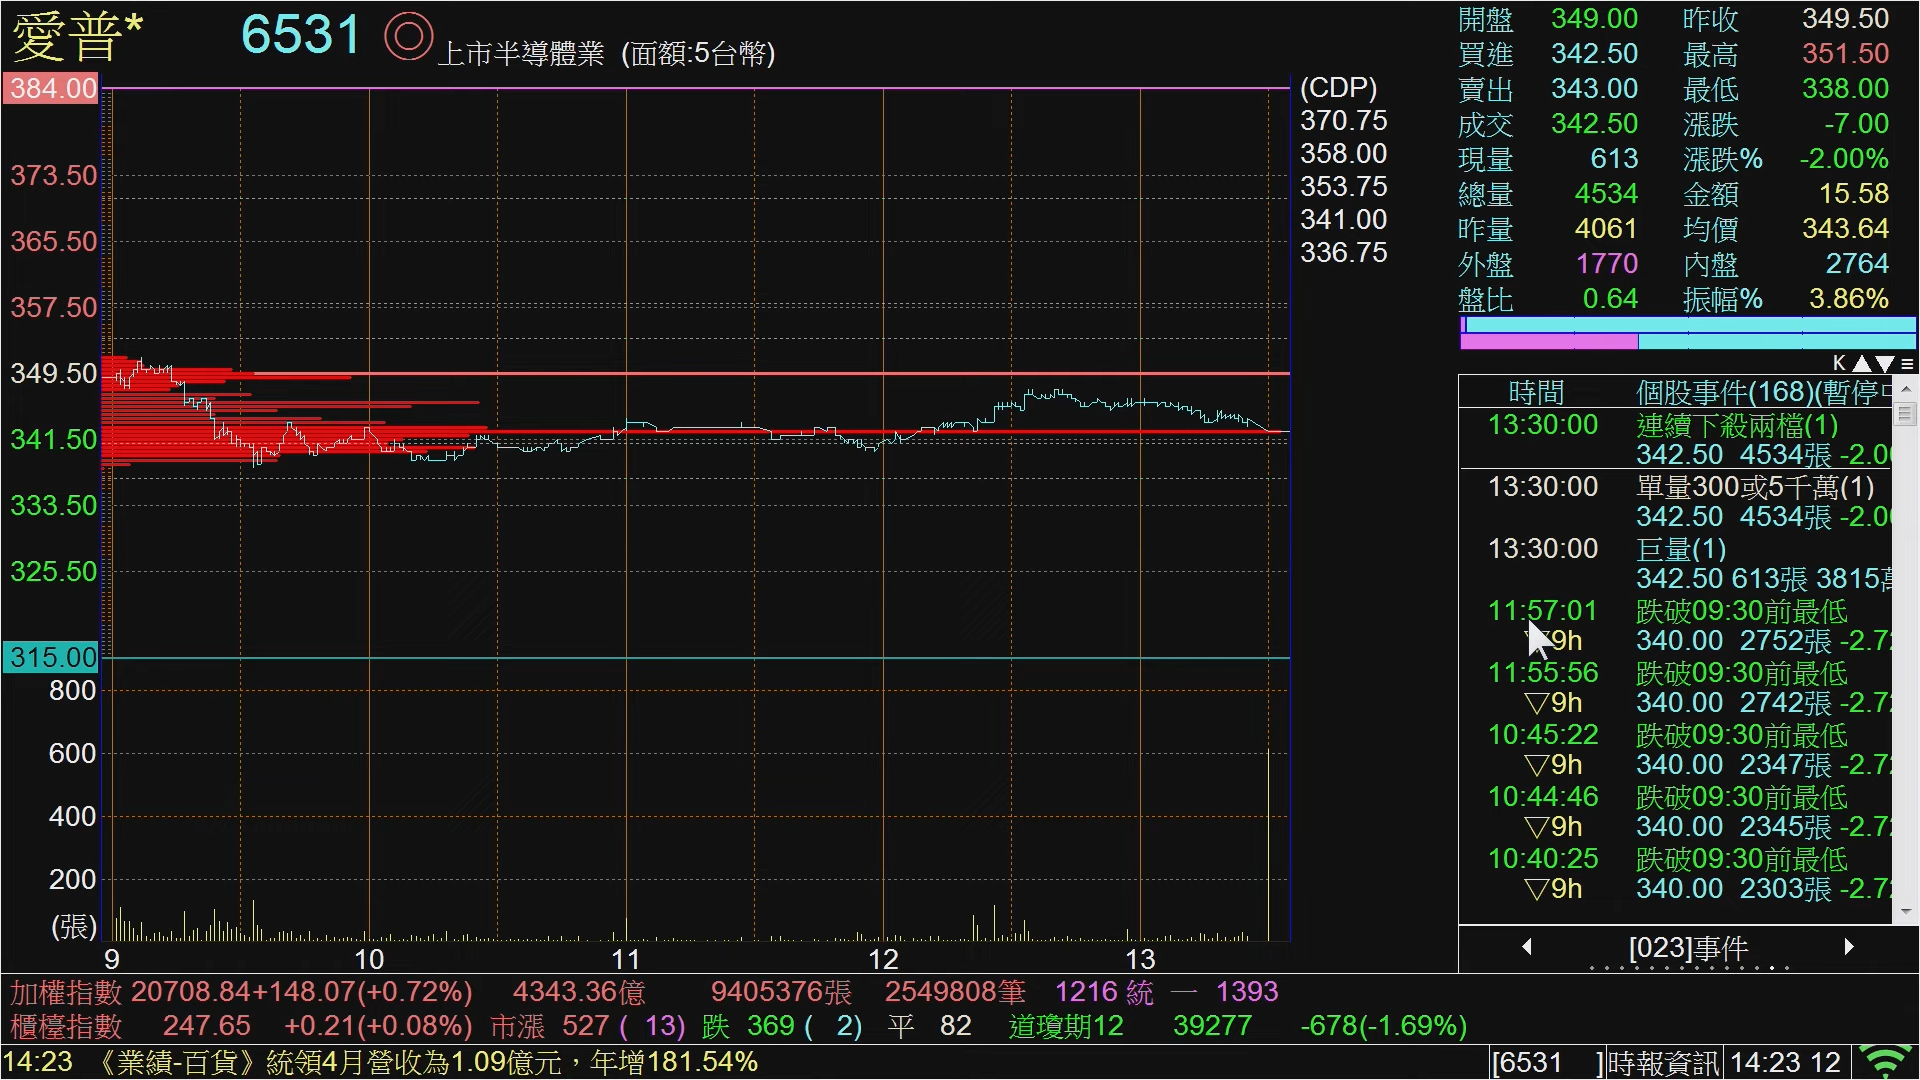 愛普* 6531 ◎ 上市半導體業 (面額:5台幣)
384.00
373.50
365.50
357.50
349.50
341.50
333.50
325.50
315.00
800
600
400
200
(張)
9 10 11 12 13
(CDP)
370.75
358.00
353.75
341.00
336.75
開盤 349.00 昨收 349.50
買進 342.50 最高 351.50
賣出 343.00 最低 338.00
成交 342.50 漲跌 -7.00
現量 613 漲跌% -2.00%
總量 4534 金額 15.58
昨量 4061 均價 343.64
外盤 1770 內盤 2764
盤比 0.64 振幅% 3.86%
K ▲▼≡
時間 個股事件(168)(暫停
13:30:00 連續下殺兩檔(1)
342.50 4534張 -2.0
13:30:00 單量300或5千萬(1)
342.50 4534張 -2.0
13:30:00 巨量(1)
342.50 613張 3815萬
11:57:01 跌破09:30前最低
▽9h 340.00 2752張 -2.7
11:55:56 跌破09:30前最低
▽9h 340.00 2742張 -2.7
10:45:22 跌破09:30前最低
▽9h 340.00 2347張 -2.7
10:44:46 跌破09:30前最低
▽9h 340.00 2345張 -2.7
10:40:25 跌破09:30前最低
▽9h 340.00 2303張 -2.7
[023]事件
加權指數 20708.84+148.07(+0.72%) 4343.36億 9405376張 2549808筆 1216 統 一 1393
櫃檯指數 247.65 +0.21(+0.08%) 市漲 527 ( 13) 跌 369 ( 2) 平 82 道瓊期12 39277 -678(-1.69%)
14:23 《業績-百貨》統領4月營收為1.09億元，年增181.54% [6531 ]時報資訊 14:23 12